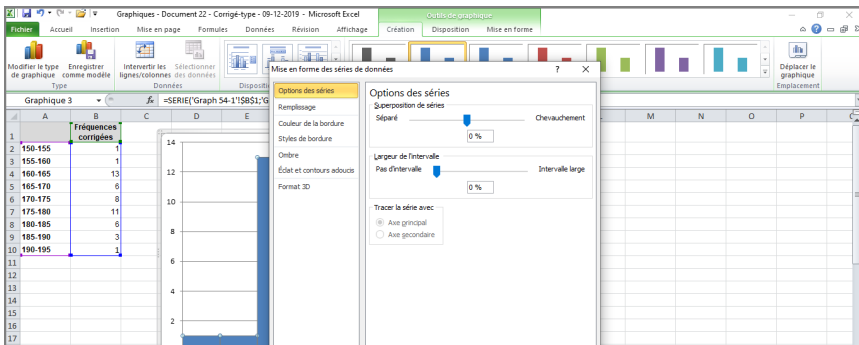 Graphiques - Document 22 - Corrigé-type - 09-12-2019 - Microsoft Excel
Outils de graphique
Fichier Accueil Insertion Mise en page Formules Données Révision Affichage Création Disposition Mise en forme
Modifier le type de graphique
Enregistrer comme modèle
Intervertir les lignes/colonnes
Sélectionner des données
Déplacer le graphique
Type Données Emplacement
Graphique 3 fx =SERIE('Graph 54-1'!$B$1;'G
A B C D E M N O P
1 Fréquences corrigées
2 150-155 1
3 155-160 1
4 160-165 13
5 165-170 6
6 170-175 8
7 175-180 11
8 180-185 6
9 185-190 3
10 190-195 1
11
12
13
14
15
16
17
14
12
10
8
6
4
2
Mise en forme des séries de données ? X
Options des séries
Remplissage
Couleur de la bordure
Styles de bordure
Ombre
Éclat et contours adoucis
Format 3D
Options des séries
Superposition de séries
Séparé Chevauchement
0 %
Largeur de l'intervalle
Pas d'intervalle Intervalle large
0 %
Tracer la série avec
Axe principal
Axe secondaire